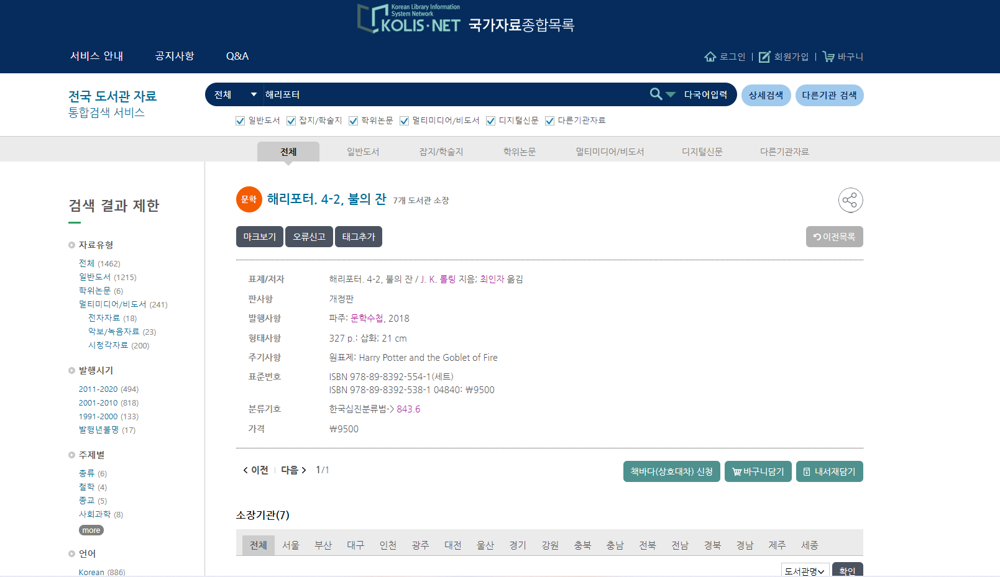 Korean Library Information
System Network
KOLIS·NET 국가자료종합목록
서비스 안내 공지사항 Q&A
로그인 | 회원가입 | 바구니
전국 도서관 자료
통합검색 서비스
전체 해리포터 다국어입력 상세검색 다른기관 검색
일반도서 잡지/학술지 학위논문 멀티미디어/비도서 디지털신문 다른기관자료
전체 일반도서 잡지/학술지 학위논문 멀티미디어/비도서 디지털신문 다른기관자료
검색 결과 제한
자료유형
전체 (1462)
일반도서 (1215)
학위논문 (6)
멀티미디어/비도서 (241)
전자자료 (18)
악보/녹음자료 (23)
시청각자료 (200)
발행시기
2011-2020 (494)
2001-2010 (818)
1991-2000 (133)
발행년불명 (17)
주제별
총류 (6)
철학 (4)
종교 (5)
사회과학 (8)
more
언어
Korean (886)
문학 해리포터. 4-2, 불의 잔 7개 도서관 소장
마크보기 오류신고 태그추가 이전목록
표제/저자 해리포터. 4-2, 불의 잔 / J. K. 롤링 지음; 최인자 옮김
판사항 개정판
발행사항 파주: 문학수첩, 2018
형태사항 327 p.: 삽화; 21 cm
주기사항 원표제: Harry Potter and the Goblet of Fire
표준번호 ISBN 978-89-8392-554-1(세트)
ISBN 978-89-8392-538-1 04840: ₩9500
분류기호 한국십진분류법-> 843.6
가격 ₩9500
< 이전 | 다음 > 1/1
책바다(상호대차) 신청 바구니담기 내서재담기
소장기관(7)
전체 서울 부산 대구 인천 광주 대전 울산 경기 강원 충북 충남 전북 전남 경북 경남 제주 세종
도서관명 확인